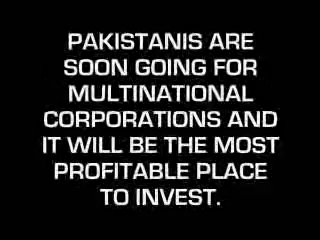 PAKISTANIS ARE
SOON GOING FOR
MULTINATIONAL
CORPORATIONS AND
IT WILL BE THE MOST
PROFITABLE PLACE
TO INVEST.